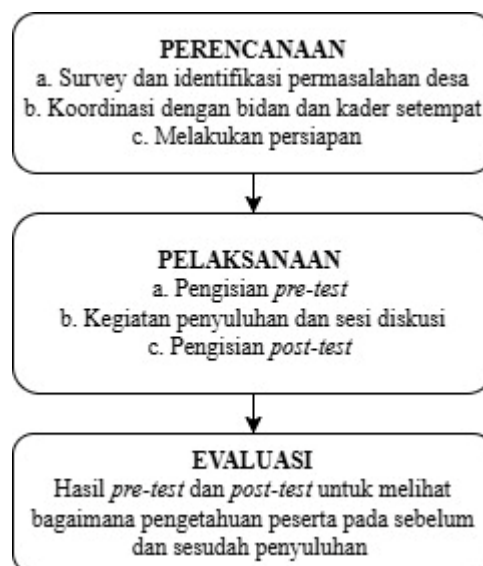 PERENCANAAN
a. Survey dan identifikasi permasalahan desa
b. Koordinasi dengan bidan dan kader setempat
c. Melakukan persiapan
PELAKSANAAN
a. Pengisian pre-test
b. Kegiatan penyuluhan dan sesi diskusi
c. Pengisian post-test
EVALUASI
Hasil pre-test dan post-test untuk melihat
bagaimana pengetahuan peserta pada sebelum
dan sesudah penyuluhan